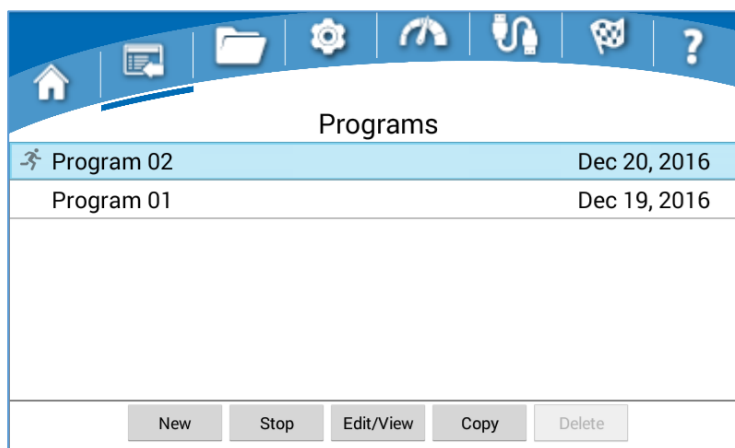 ?
Programs
Program 02 Dec 20, 2016
Program 01 Dec 19, 2016
New Stop Edit/View Copy Delete